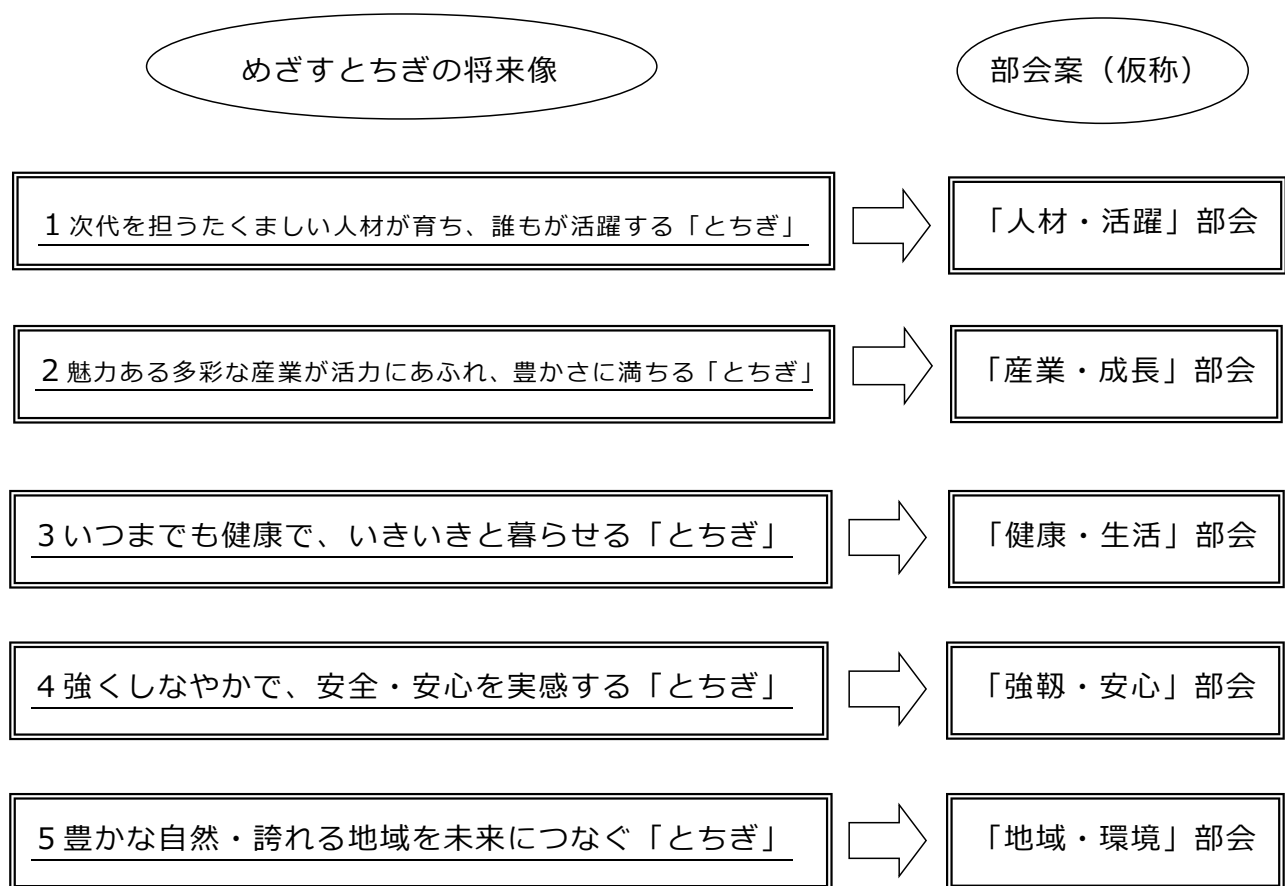 めざすとちぎの将来像
部会案（仮称）
1 次代を担うたくましい人材が育ち、誰もが活躍する「とちぎ」
「人材・活躍」部会
2 魅力ある多彩な産業が活力にあふれ、豊かさに満ちる「とちぎ」
「産業・成長」部会
3 いつまでも健康で、いきいきと暮らせる「とちぎ」
「健康・生活」部会
4 強くしなやかで、安全・安心を実感する「とちぎ」
「強靱・安心」部会
5 豊かな自然・誇れる地域を未来につなぐ「とちぎ」
「地域・環境」部会